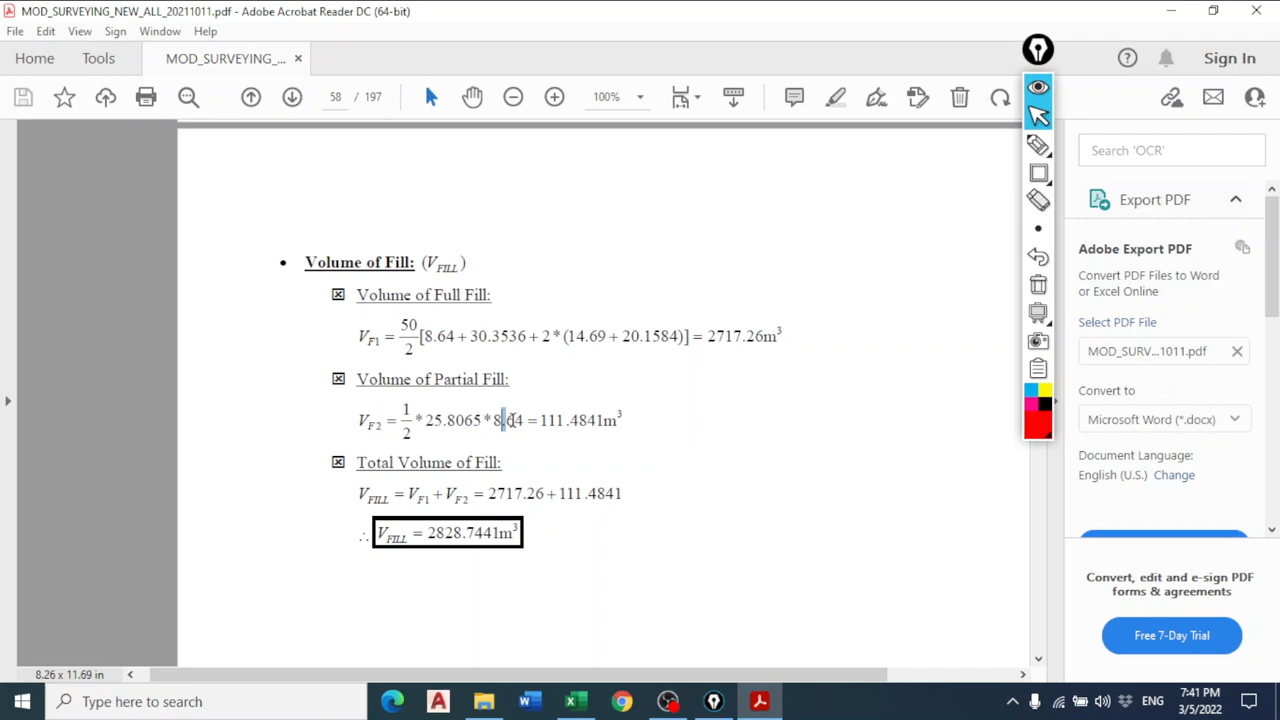 MOD_SURVEYING_NEW_ALL_20211011.pdf - Adobe Acrobat Reader DC (64-bit)
File Edit View Sign Window Help
Home Tools MOD_SURVEYING_... × Sign In
58 / 197 100%
Search 'OCR'
Export PDF
Adobe Export PDF
Convert PDF Files to Word
or Excel Online
Select PDF File
MOD_SURV...1011.pdf
Convert to
Microsoft Word (*.docx)
Document Language:
English (U.S.) Change
Convert, edit and e-sign PDF
forms & agreements
Free 7-Day Trial
• Volume of Fill: (V_FILL)
Volume of Full Fill:
V_F1 = 50/2 [8.64 + 30.3536 + 2*(14.69 + 20.1584)] = 2717.26m³
Volume of Partial Fill:
V_F2 = 1/2 * 25.8065 * 8.64 = 111.4841m³
Total Volume of Fill:
V_FILL = V_F1 + V_F2 = 2717.26 + 111.4841
∴ V_FILL = 2828.7441m³
8.26 x 11.69 in
Type here to search
ENG
7:41 PM
3/5/2022